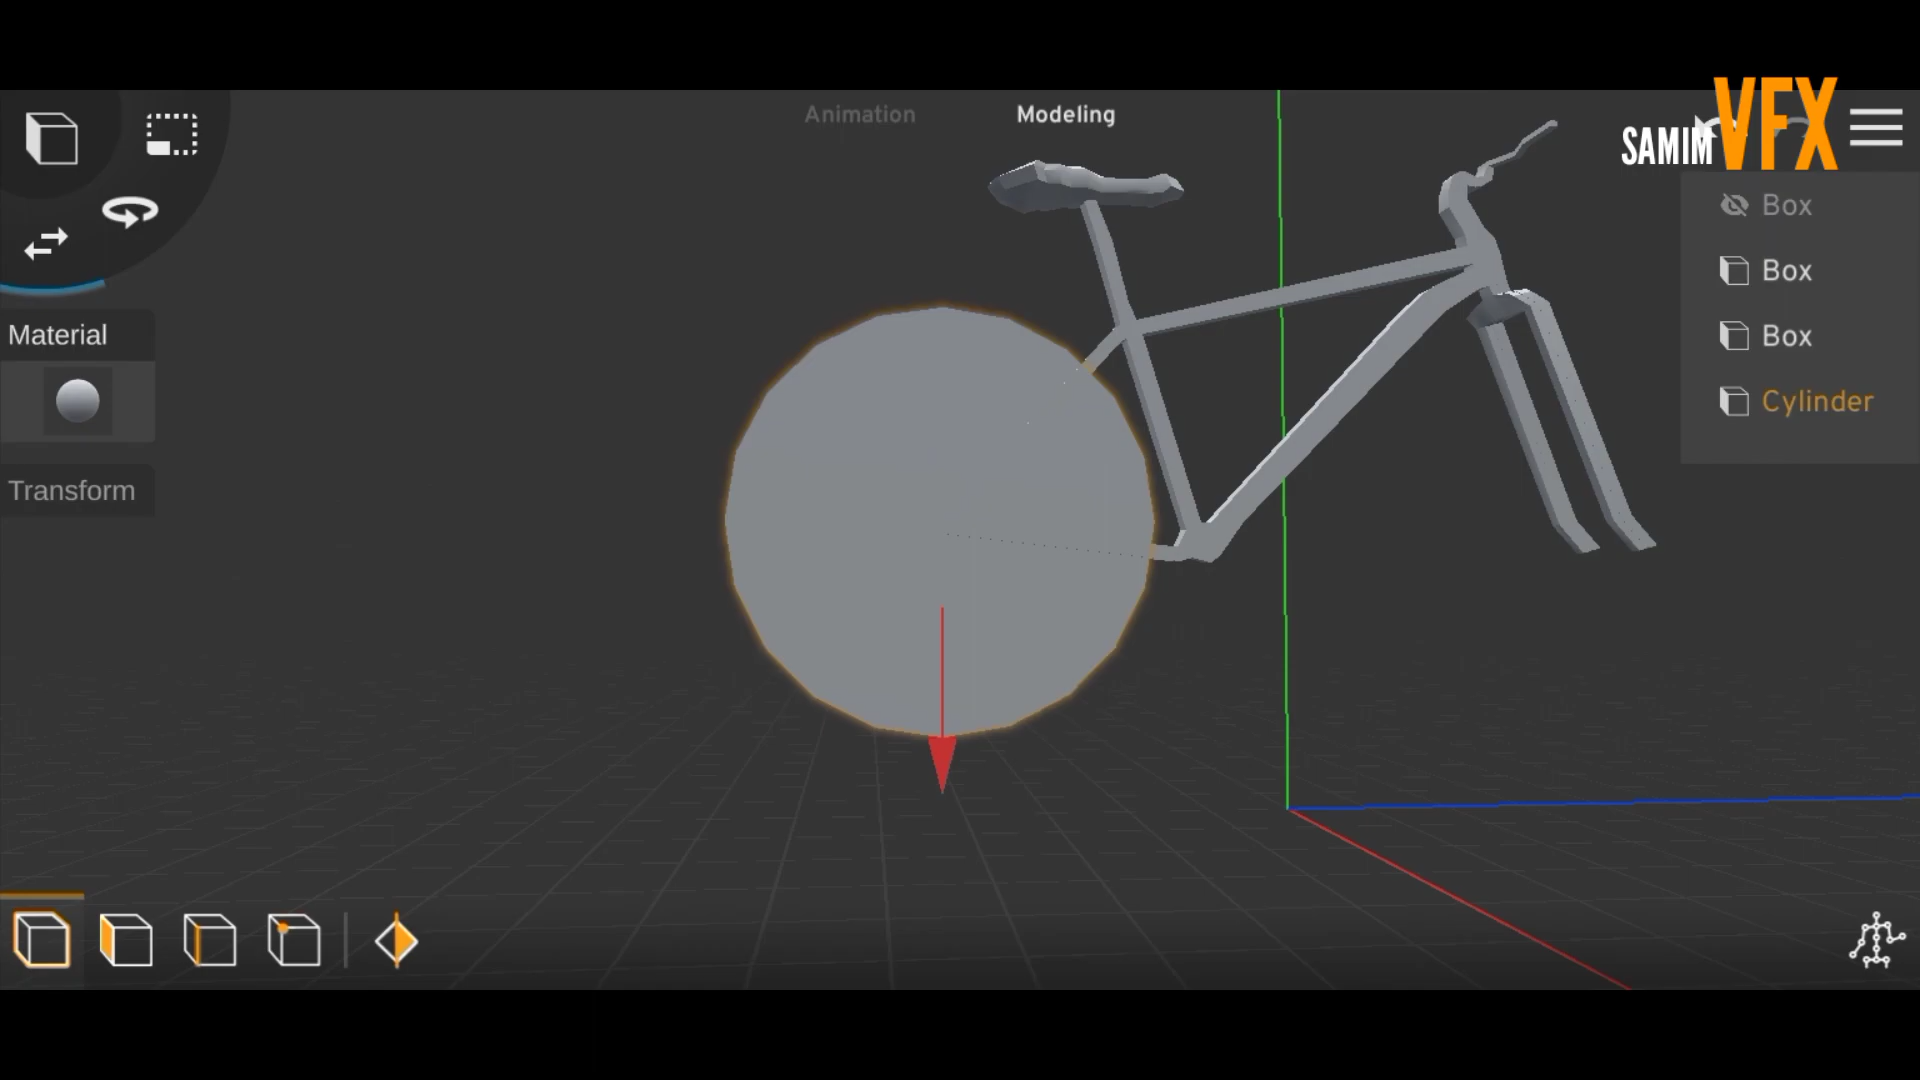 Animation
Modeling
SAMIM VFX
Box
Box
Box
Cylinder
Material
Transform